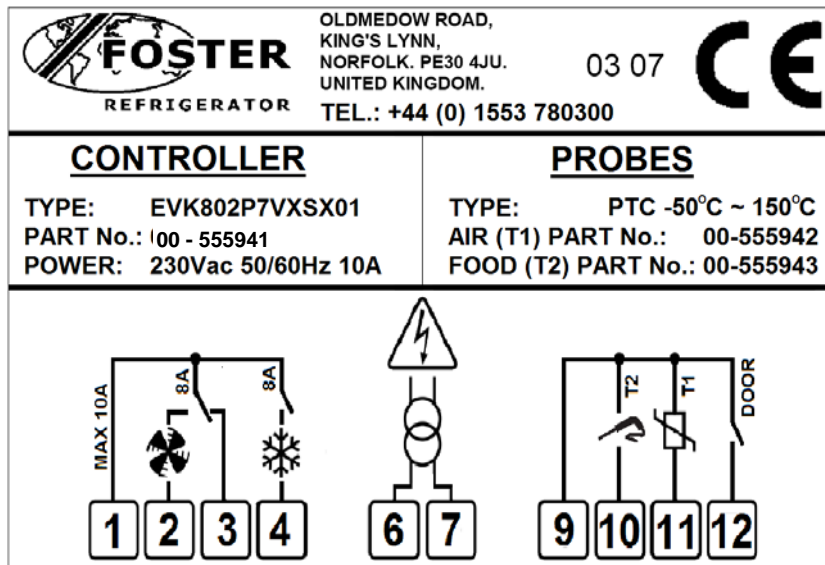 FOSTER
REFRIGERATOR
OLDMEDOW ROAD,
KING'S LYNN,
NORFOLK. PE30 4JU.
UNITED KINGDOM.
TEL.: +44 (0) 1553 780300
03 07
CE
CONTROLLER
TYPE: EVK802P7VXSX01
PART No.: 00 - 555941
POWER: 230Vac 50/60Hz 10A
PROBES
TYPE: PTC -50°C ~ 150°C
AIR (T1) PART No.: 00-555942
FOOD (T2) PART No.: 00-555943
MAX 10A
8A
8A
T2
T1
DOOR
1 2 3 4 6 7 9 10 11 12